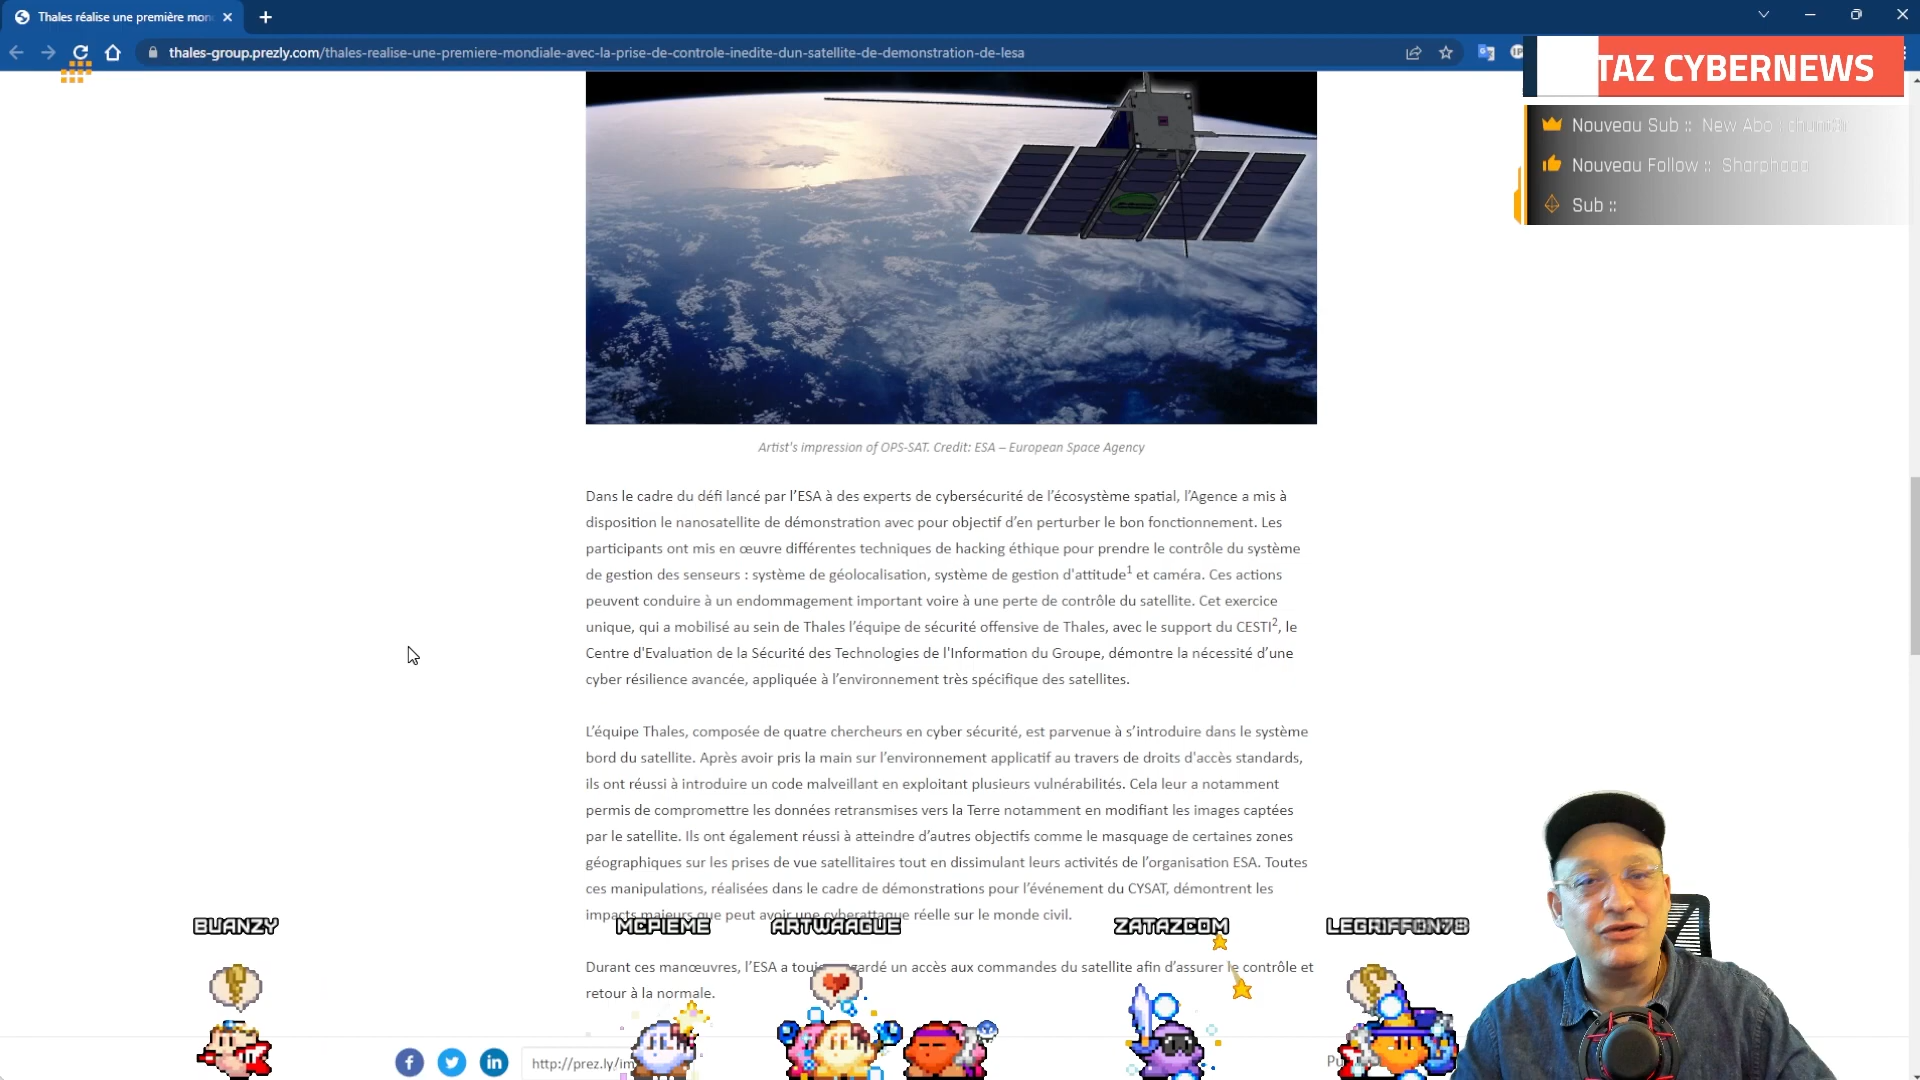 Thales réalise une première mon
thales-group.prezly.com/thales-realise-une-premiere-mondiale-avec-la-prise-de-controle-inedite-dun-satellite-de-demonstration-de-lesa
TAZ CYBERNEWS
Nouveau Sub :: New Abo
Nouveau Follow :: Sharphaaa
Sub ::
Artist's impression of OPS-SAT. Credit: ESA – European Space Agency
Dans le cadre du défi lancé par l’ESA à des experts de cybersécurité de l’écosystème spatial, l’Agence a mis à
disposition le nanosatellite de démonstration avec pour objectif d’en perturber le bon fonctionnement. Les
participants ont mis en œuvre différentes techniques de hacking éthique pour prendre le contrôle du système
de gestion des senseurs : système de géolocalisation, système de gestion d'attitude1 et caméra. Ces actions
peuvent conduire à un endommagement important voire à une perte de contrôle du satellite. Cet exercice
unique, qui a mobilisé au sein de Thales l’équipe de sécurité offensive de Thales, avec le support du CESTI2, le
Centre d'Evaluation de la Sécurité des Technologies de l'Information du Groupe, démontre la nécessité d’une
cyber résilience avancée, appliquée à l’environnement très spécifique des satellites.
L’équipe Thales, composée de quatre chercheurs en cyber sécurité, est parvenue à s’introduire dans le système
bord du satellite. Après avoir pris la main sur l’environnement applicatif au travers de droits d'accès standards,
ils ont réussi à introduire un code malveillant en exploitant plusieurs vulnérabilités. Cela leur a notamment
permis de compromettre les données retransmises vers la Terre notamment en modifiant les images captées
par le satellite. Ils ont également réussi à atteindre d’autres objectifs comme le masquage de certaines zones
géographiques sur les prises de vue satellitaires tout en dissimulant leurs activités de l’organisation ESA. Toutes
ces manipulations, réalisées dans le cadre de démonstrations pour l’événement du CYSAT, démontrent les
impacts majeurs que peut avoir une cyberattaque réelle sur le monde civil.
BUANZY
MCPIEME
ARTWAAGUE
ZATAZCOM
LEGRIFFON78
Durant ces manœuvres, l’ESA a gardé un accès aux commandes du satellite afin d’assurer le contrôle et
retour à la normale.
http://prez.ly/im